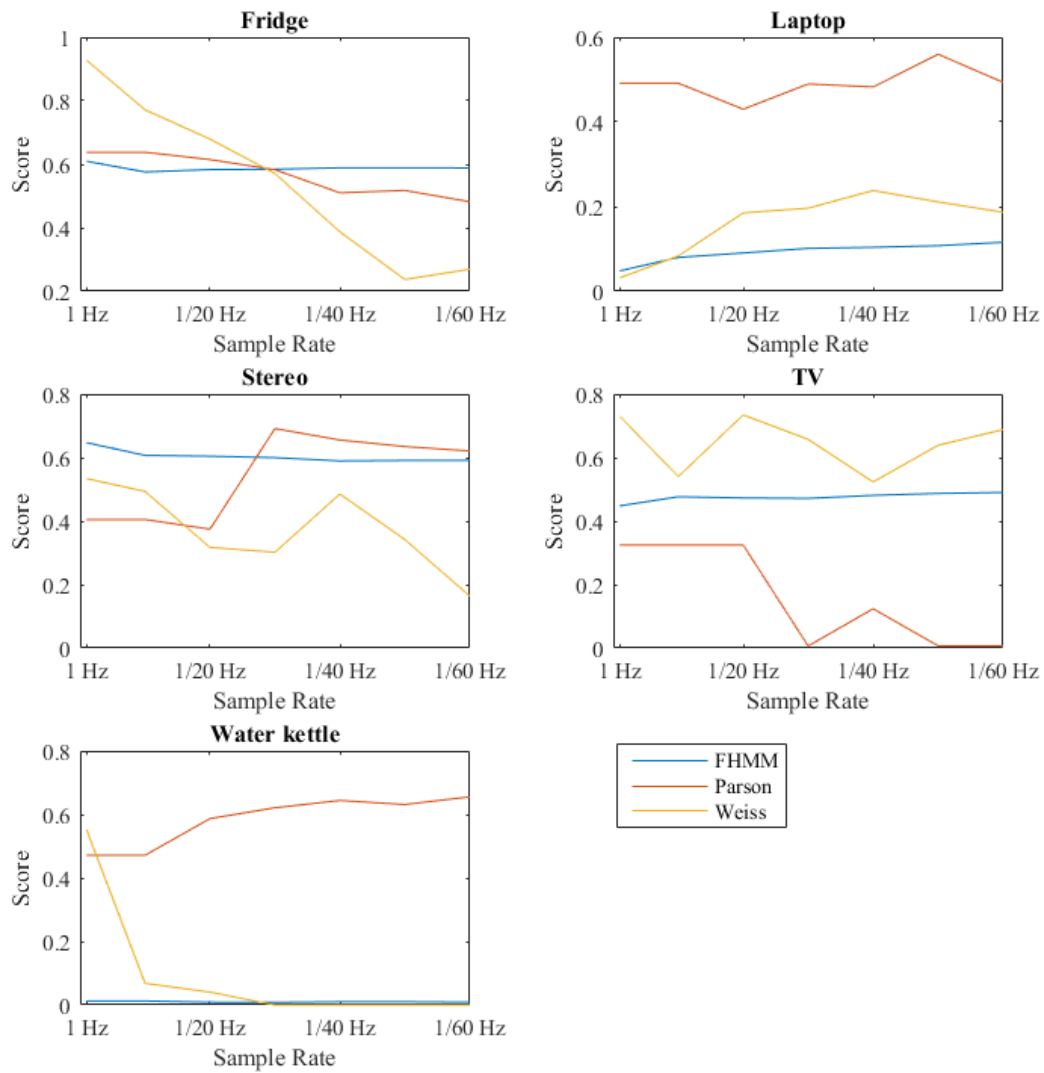 Fridge
1
0.8
0.6
0.4
0.2
Score
1 Hz 1/20 Hz 1/40 Hz 1/60 Hz
Sample Rate
Laptop
0.6
0.4
0.2
0
Score
1 Hz 1/20 Hz 1/40 Hz 1/60 Hz
Sample Rate
Stereo
0.8
0.6
0.4
0.2
0
Score
1 Hz 1/20 Hz 1/40 Hz 1/60 Hz
Sample Rate
TV
0.8
0.6
0.4
0.2
0
Score
1 Hz 1/20 Hz 1/40 Hz 1/60 Hz
Sample Rate
Water kettle
0.8
0.6
0.4
0.2
0
Score
1 Hz 1/20 Hz 1/40 Hz 1/60 Hz
Sample Rate
FHMM
Parson
Weiss